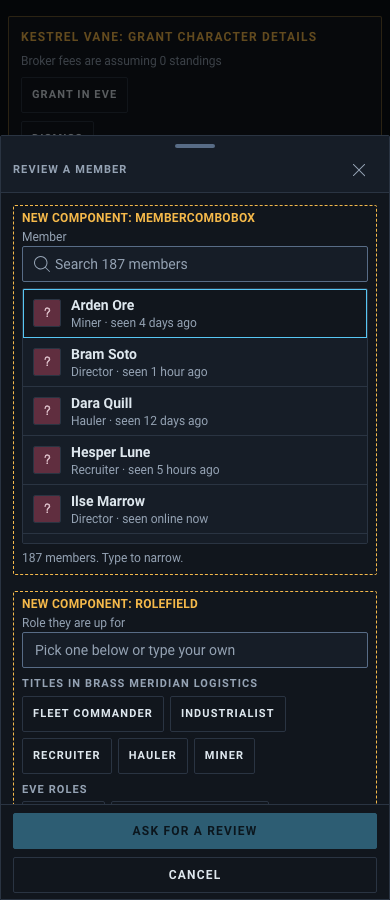 KESTREL VANE: GRANT CHARACTER DETAILS
Broker fees are assuming 0 standings
GRANT IN EVE
REVIEW A MEMBER
NEW COMPONENT: MEMBERCOMBOBOX
Member
Search 187 members
?
Arden Ore
Miner · seen 4 days ago
?
Bram Soto
Director · seen 1 hour ago
?
Dara Quill
Hauler · seen 12 days ago
?
Hesper Lune
Recruiter · seen 5 hours ago
?
Ilse Marrow
Director · seen online now
187 members. Type to narrow.
NEW COMPONENT: ROLEFIELD
Role they are up for
Pick one below or type your own
TITLES IN BRASS MERIDIAN LOGISTICS
FLEET COMMANDER INDUSTRIALIST
RECRUITER HAULER MINER
EVE ROLES
ASK FOR A REVIEW
CANCEL